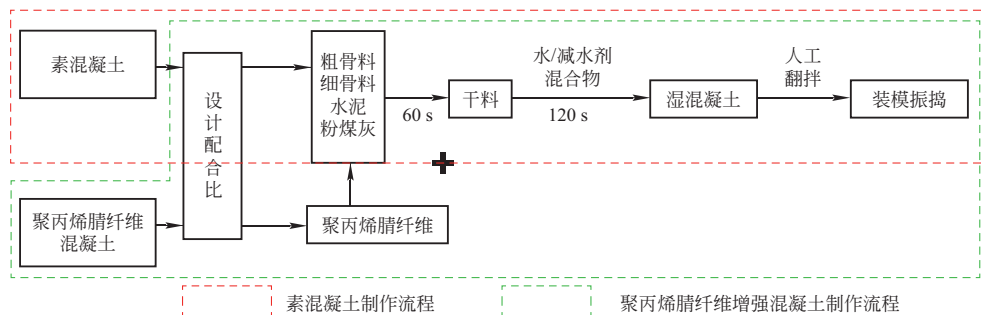 素混凝土
设计配合比
粗骨料
细骨料
水泥
粉煤灰
60 s
干料
水/减水剂
混合物
120 s
湿混凝土
人工
翻拌
装模振捣
聚丙烯腈纤维
混凝土
聚丙烯腈纤维
素混凝土制作流程
聚丙烯腈纤维增强混凝土制作流程